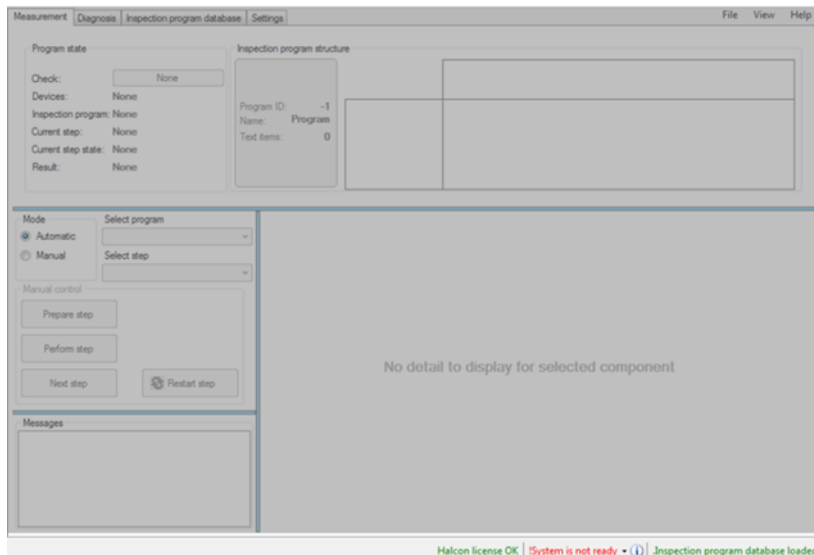 Measurement Diagnosis Inspection program database Settings File View Help
Program state
Check: None
Devices: None
Inspection program: None
Current step: None
Current step state: None
Result: None
Inspection program structure
Program ID: -1
Name: Program
Text items: 0
Mode
Automatic
Manual
Select program
Select step
Manual control
Prepare step
Perform step
Next step Restart step
No detail to display for selected component
Messages
Halcon license OK !System is not ready .Inspection program database loaded